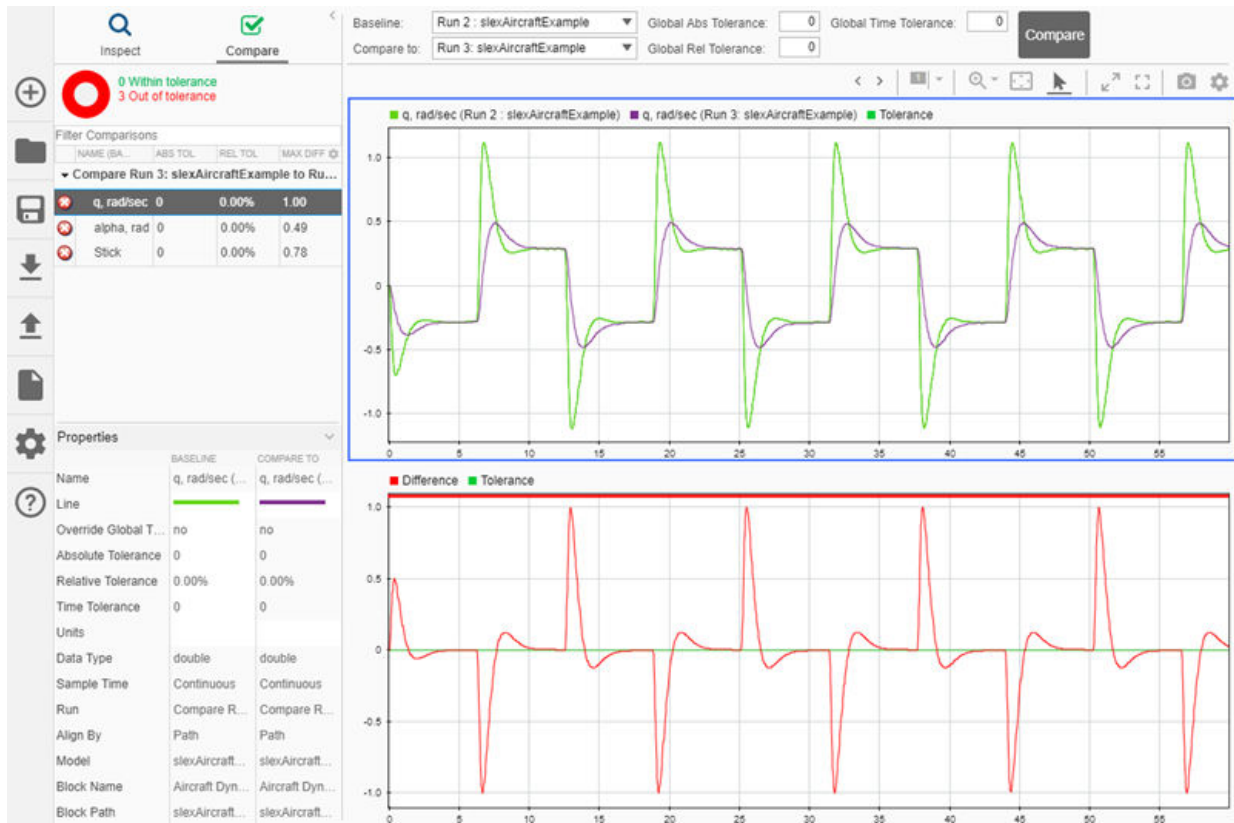 Inspect Compare
0 Within tolerance
3 Out of tolerance
Filter Comparisons
NAME (BA... ABS TOL REL TOL MAX DIFF
Compare Run 3: slexAircraftExample to Ru...
q, rad/sec 0 0.00% 1.00
alpha, rad 0 0.00% 0.49
Stick 0 0.00% 0.78
Properties
BASELINE COMPARE TO
Name q, rad/sec (... q, rad/sec (...
Line
Override Global T... no no
Absolute Tolerance 0 0
Relative Tolerance 0.00% 0.00%
Time Tolerance 0 0
Units
Data Type double double
Sample Time Continuous Continuous
Run Compare R... Compare R...
Align By Path Path
Model slexAircraft... slexAircraft...
Block Name Aircraft Dyn... Aircraft Dyn...
Block Path slexAircraft... slexAircraft...
Baseline: Run 2 : slexAircraftExample Global Abs Tolerance: 0 Global Time Tolerance: 0
Compare to: Run 3: slexAircraftExample Global Rel Tolerance: 0
Compare
1
q, rad/sec (Run 2 : slexAircraftExample) q, rad/sec (Run 3: slexAircraftExample) Tolerance
1.0
0.5
0
-0.5
-1.0
0 5 10 15 20 25 30 35 40 45 50 55
Difference Tolerance
1.0
0.5
0
-0.5
-1.0
0 5 10 15 20 25 30 35 40 45 50 55